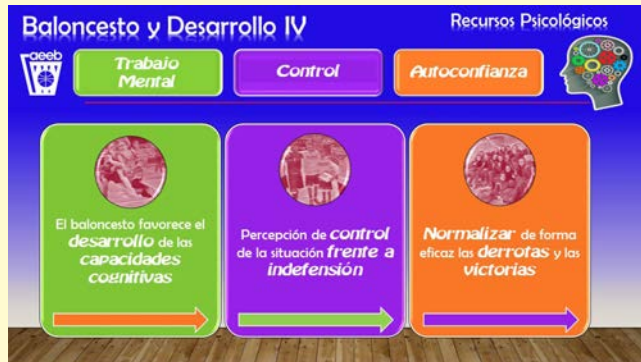 Baloncesto y Desarrollo IV
Recursos Psicológicos
aeeb
Trabajo
Mental
Control
Autoconfianza
El baloncesto favorece el
desarrollo de las
capacidades
cognitivas
Percepción de control
de la situación frente a
indefensión
Normalizar de forma
eficaz las derrotas y las
victorias